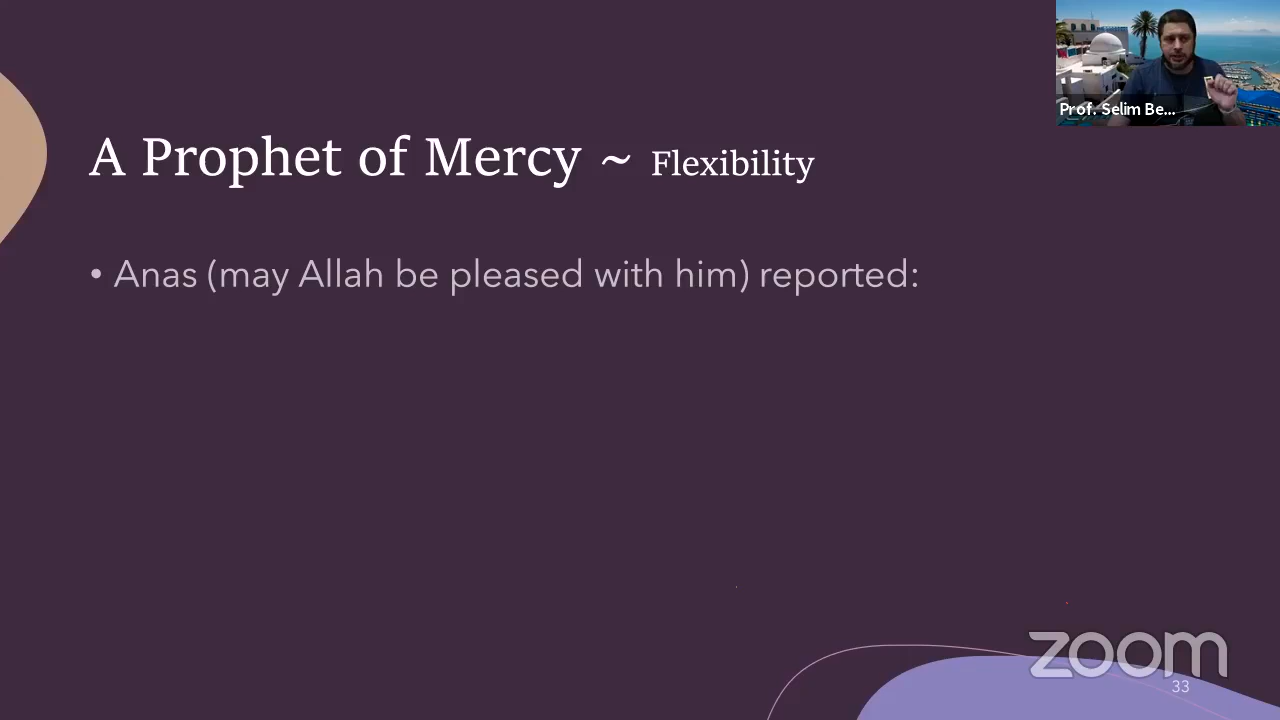 Prof. Selim Be...
A Prophet of Mercy ~ Flexibility
• Anas (may Allah be pleased with him) reported:
zoom
33